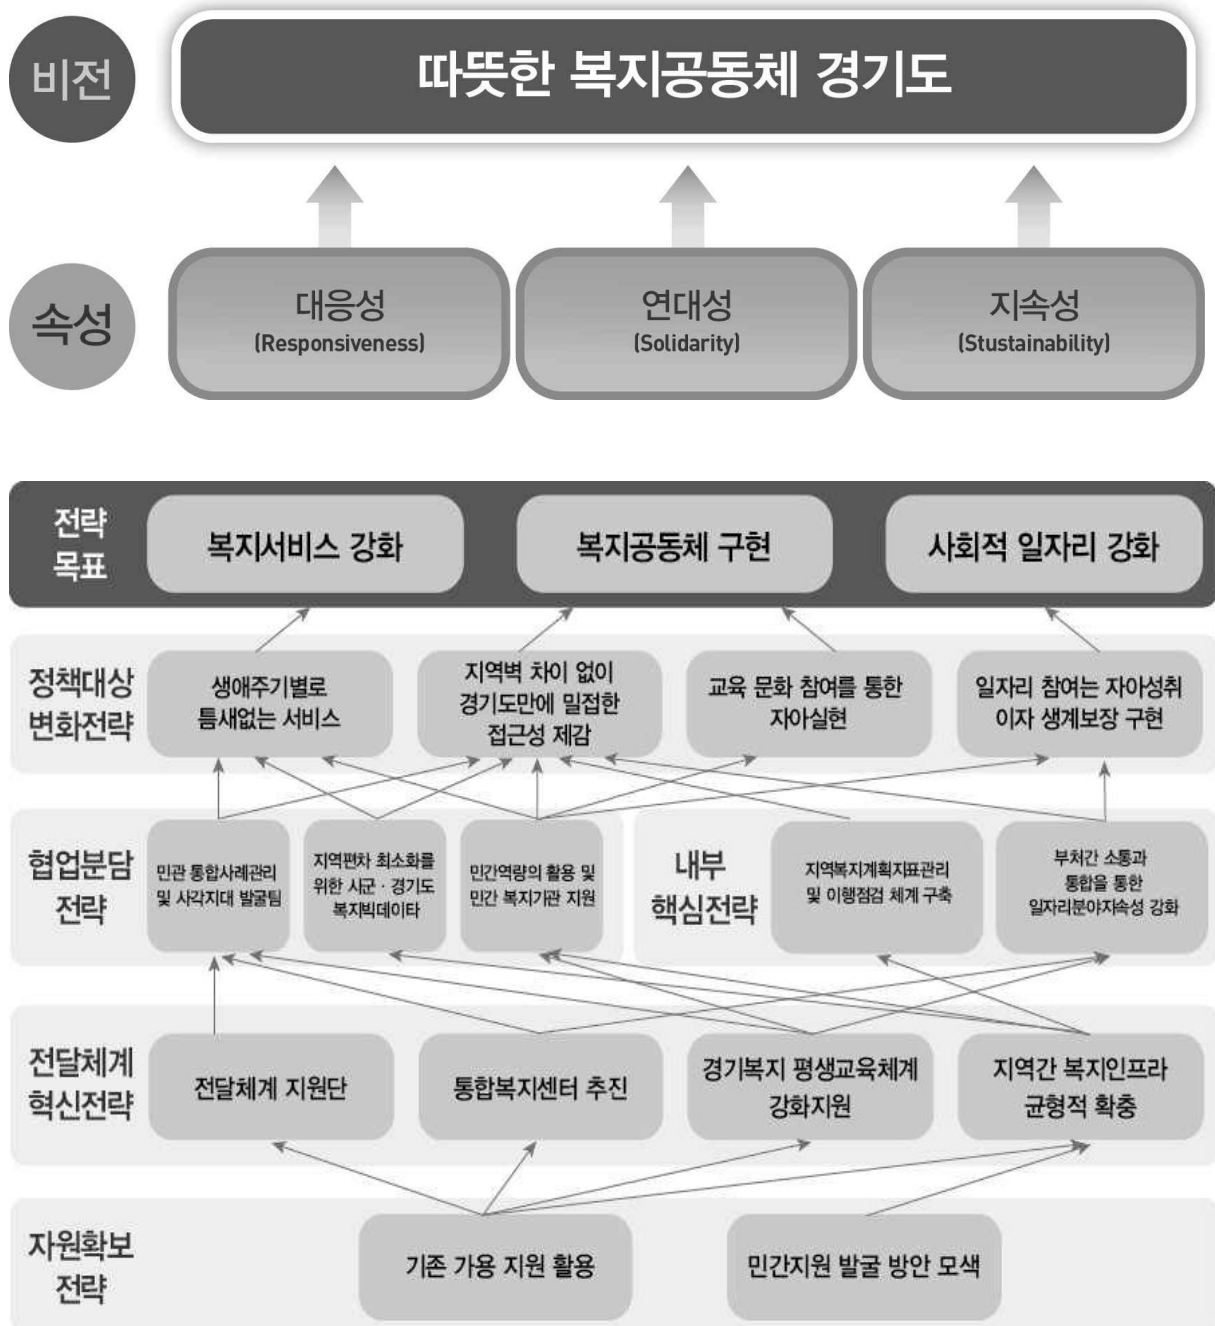 비전
따뜻한 복지공동체 경기도
속성
대응성
(Responsiveness)
연대성
(Solidarity)
지속성
(Stustainability)
전략
목표
복지서비스 강화
복지공동체 구현
사회적 일자리 강화
정책대상
변화전략
생애주기별로
틈새없는 서비스
지역벽 차이 없이
경기도만에 밀접한
접근성 제감
교육 문화 참여를 통한
자아실현
일자리 참여는 자아성취
이자 생계보장 구현
협업분담
전략
민관 통합사례관리
및 사각지대 발굴팀
지역편차 최소화를
위한 시군·경기도
복지빅데이타
민간역량의 활용 및
민간 복지기관 지원
내부
핵심전략
지역복지계획지표관리
및 이행점검 체계 구축
부처간 소통과
통합을 통한
일자리분야지속성 강화
전달체계
혁신전략
전달체계 지원단
통합복지센터 추진
경기복지 평생교육체계
강화지원
지역간 복지인프라
균형적 확충
자원확보
전략
기존 가용 지원 활용
민간지원 발굴 방안 모색